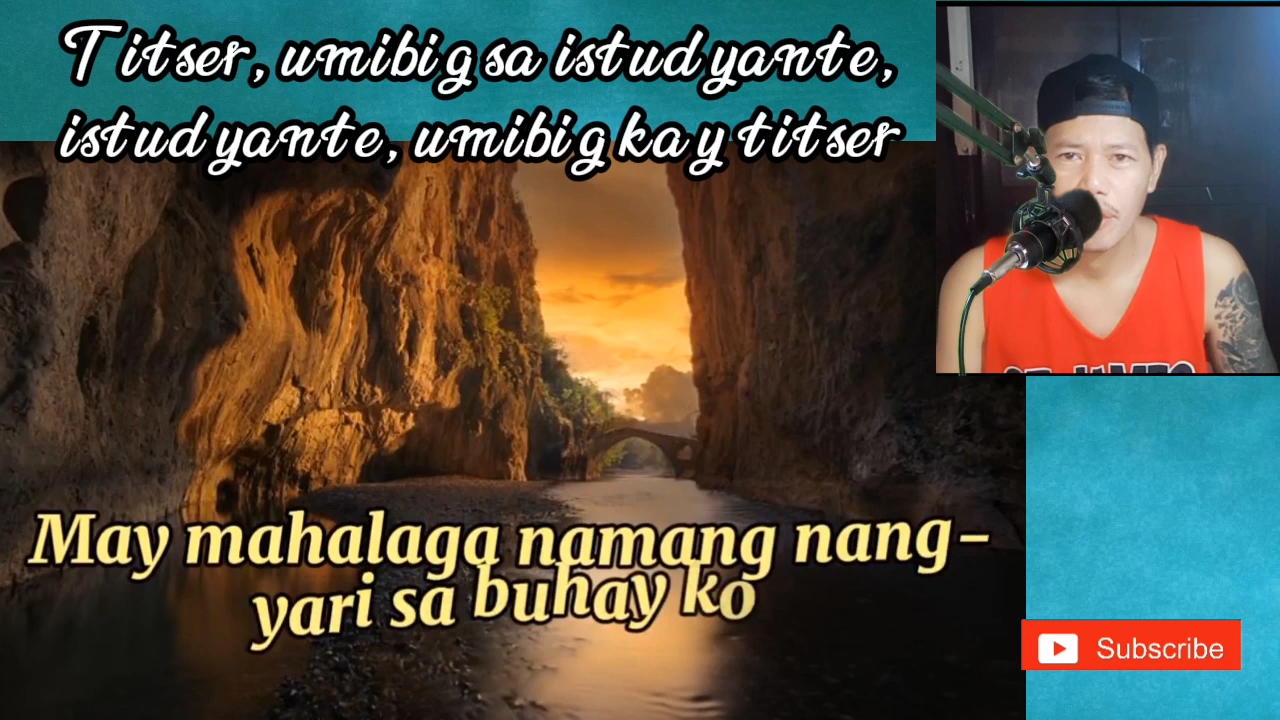 Titser, umibig sa istudyante,
istudyante, umibig kay titser
May mahalaga namang nang-
yari sa buhay ko
Subscribe